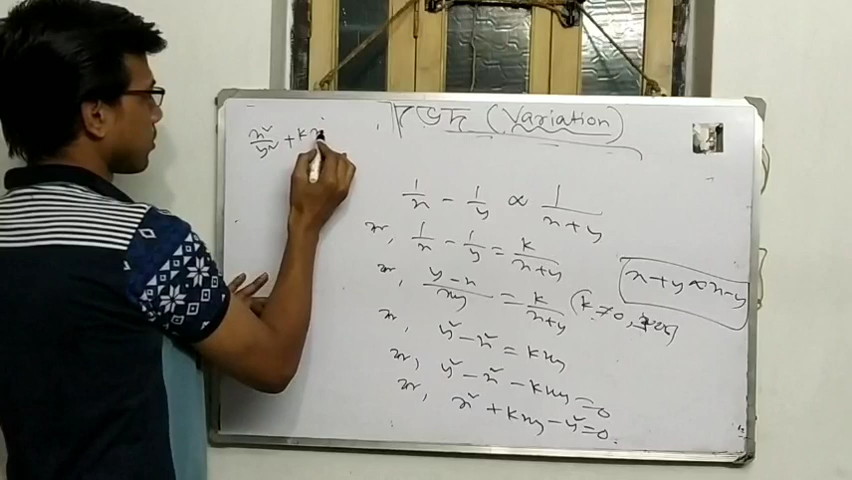 ভেদ (Variation)
x²/y² + kx
1/x - 1/y ∝ 1/(x+y)
বা, 1/x - 1/y = k/(x+y)
বা, (y-x)/xy = k/(x+y) (k≠0,
x+y ∝ x-y
বা, y² - x² = kxy
বা, y² - x² - kxy = 0
বা, x² + kxy - y² = 0.